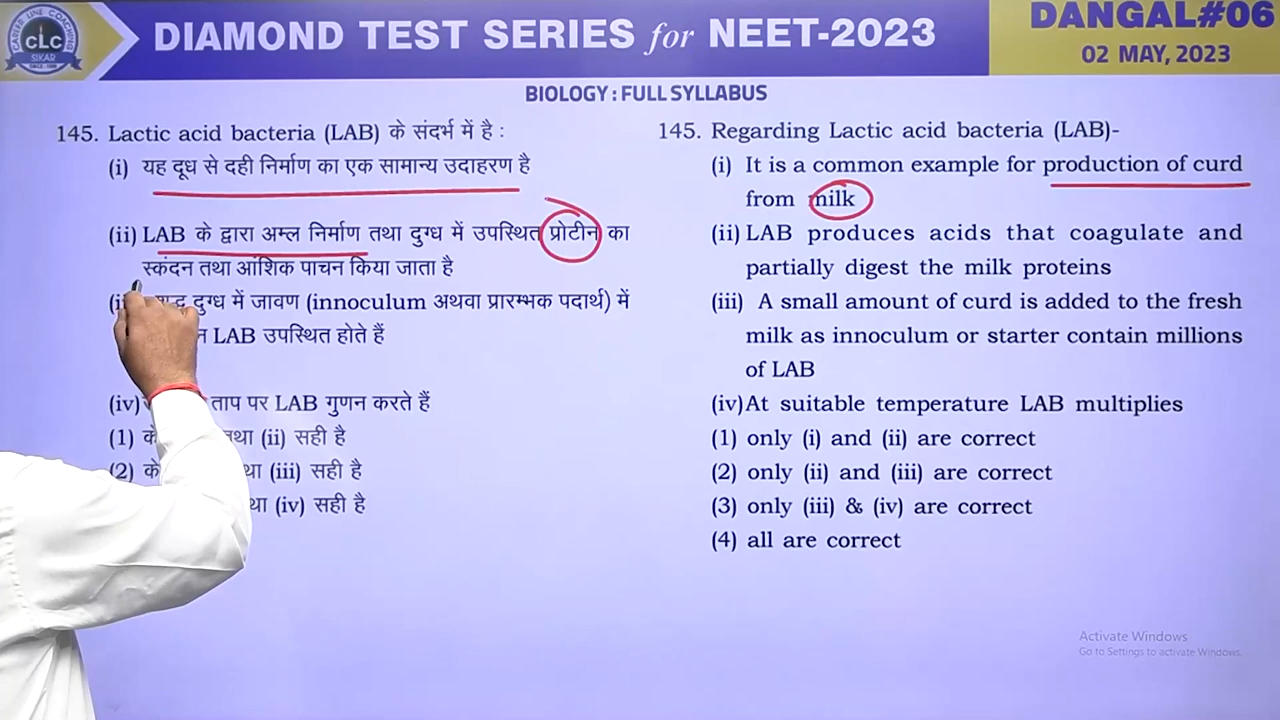 CAREER LINE COACHING
CLC
SIKAR
DIAMOND TEST SERIES for NEET-2023
DANGAL#06
02 MAY, 2023
BIOLOGY : FULL SYLLABUS
145. Lactic acid bacteria (LAB) के संदर्भ में है :
(i) यह दूध से दही निर्माण का एक सामान्य उदाहरण है
(ii) LAB के द्वारा अम्ल निर्माण तथा दुग्ध में उपस्थित प्रोटीन का
स्कंदन तथा आंशिक पाचन किया जाता है
दुग्ध में जावण (innoculum अथवा प्रारम्भक पदार्थ) में
LAB उपस्थित होते हैं
(iv) ताप पर LAB गुणन करते हैं
(1) तथा (ii) सही है
(2) (iii) सही है
(iv) सही है
145. Regarding Lactic acid bacteria (LAB)-
(i) It is a common example for production of curd
from milk
(ii) LAB produces acids that coagulate and
partially digest the milk proteins
(iii) A small amount of curd is added to the fresh
milk as innoculum or starter contain millions
of LAB
(iv) At suitable temperature LAB multiplies
(1) only (i) and (ii) are correct
(2) only (ii) and (iii) are correct
(3) only (iii) & (iv) are correct
(4) all are correct
Activate Windows
Go to Settings to activate Windows.